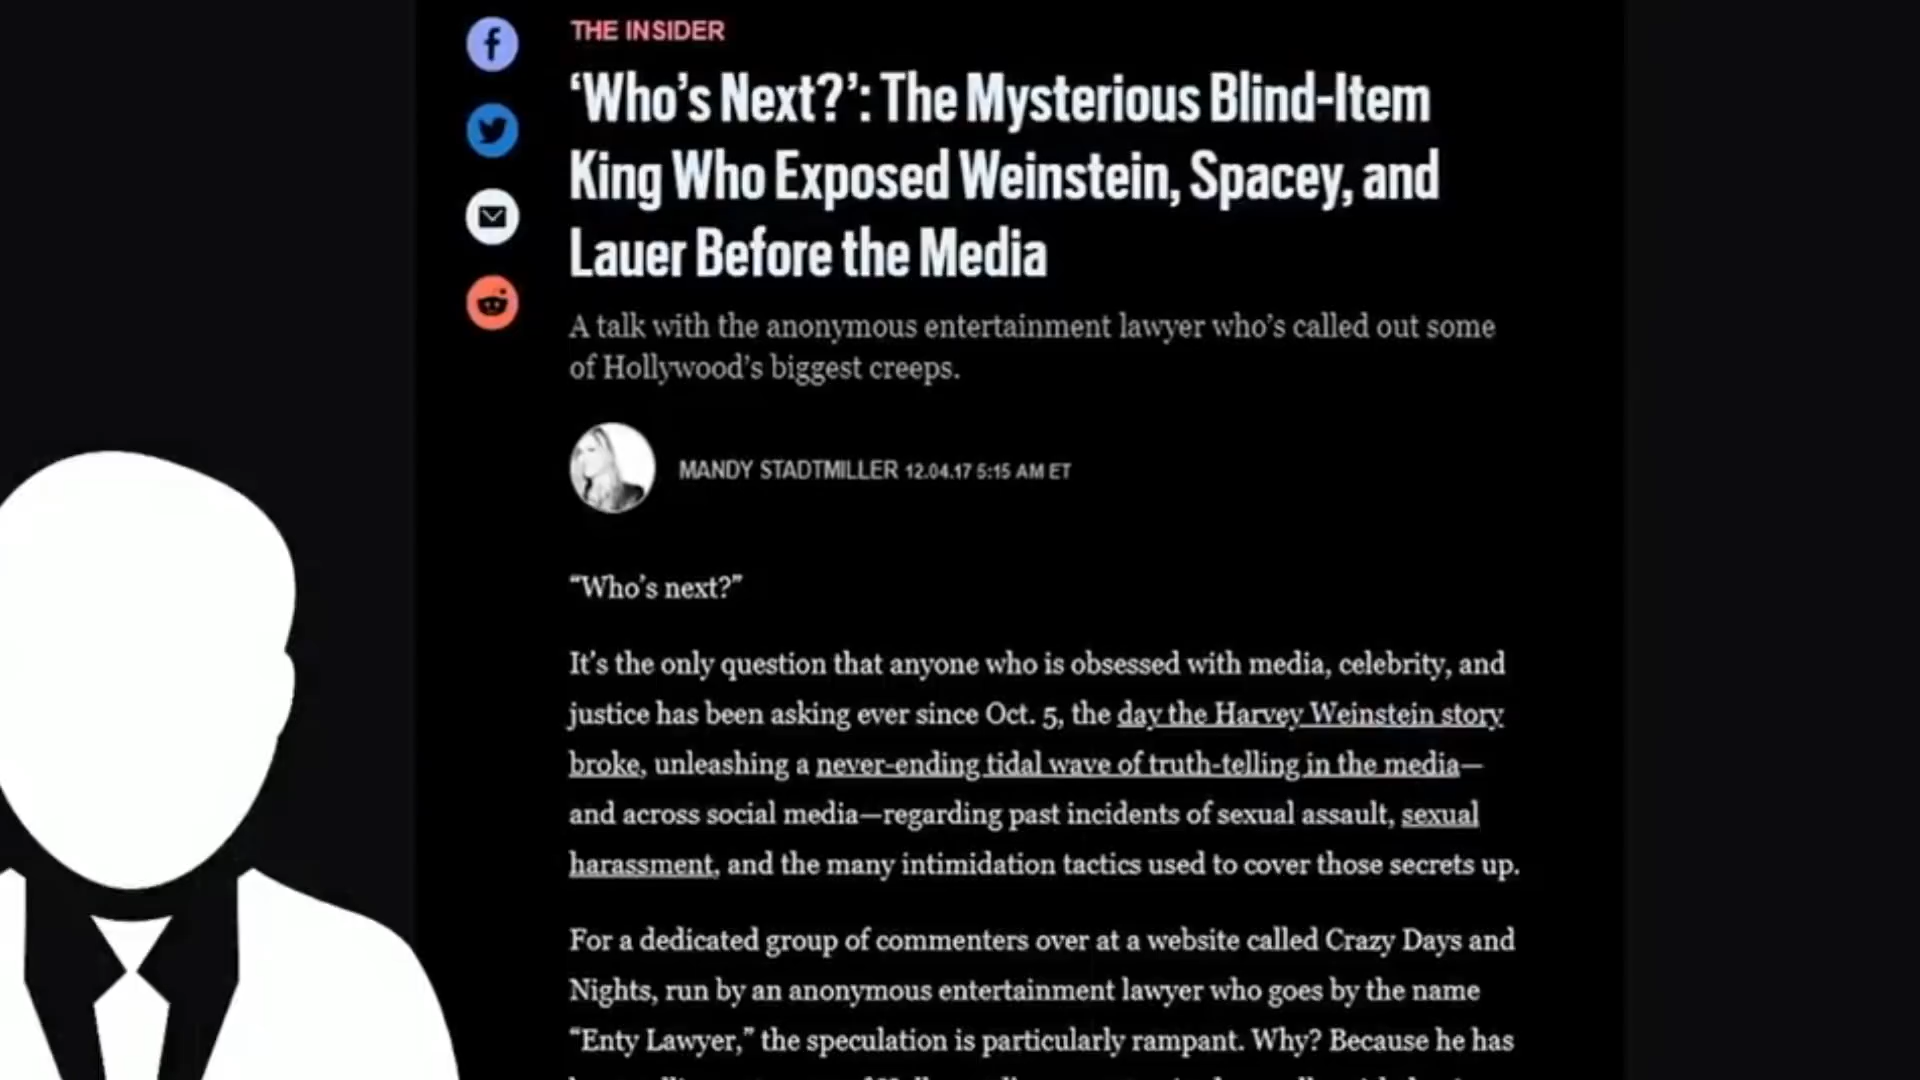 THE INSIDER
‘Who’s Next?’: The Mysterious Blind-Item
King Who Exposed Weinstein, Spacey, and
Lauer Before the Media
A talk with the anonymous entertainment lawyer who’s called out some
of Hollywood’s biggest creeps.
MANDY STADTMILLER 12.04.17 5:15 AM ET
“Who’s next?”
It’s the only question that anyone who is obsessed with media, celebrity, and
justice has been asking ever since Oct. 5, the day the Harvey Weinstein story
broke, unleashing a never-ending tidal wave of truth-telling in the media—
and across social media—regarding past incidents of sexual assault, sexual
harassment, and the many intimidation tactics used to cover those secrets up.
For a dedicated group of commenters over at a website called Crazy Days and
Nights, run by an anonymous entertainment lawyer who goes by the name
“Enty Lawyer,” the speculation is particularly rampant. Why? Because he has